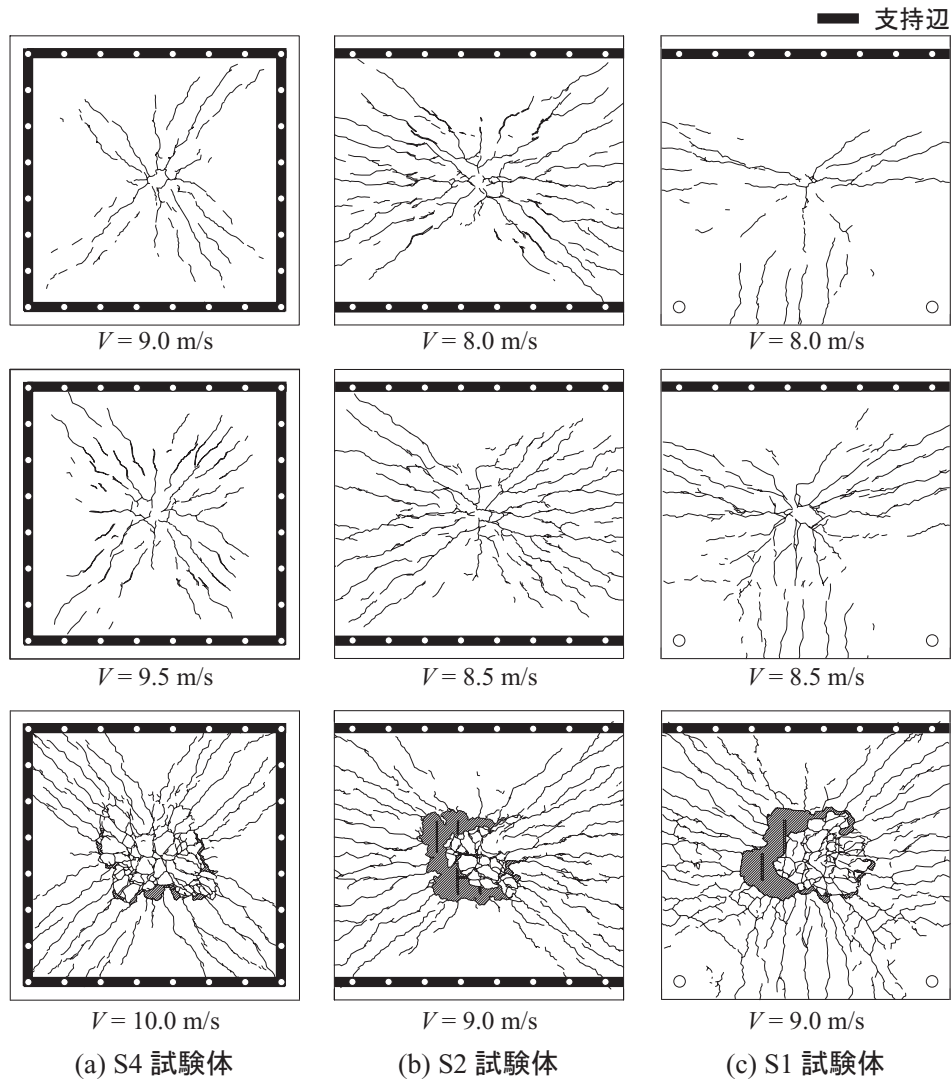 支持辺
V = 9.0 m/s
V = 8.0 m/s
V = 8.0 m/s
V = 9.5 m/s
V = 8.5 m/s
V = 8.5 m/s
V = 10.0 m/s
V = 9.0 m/s
V = 9.0 m/s
(a) S4 試験体
(b) S2 試験体
(c) S1 試験体